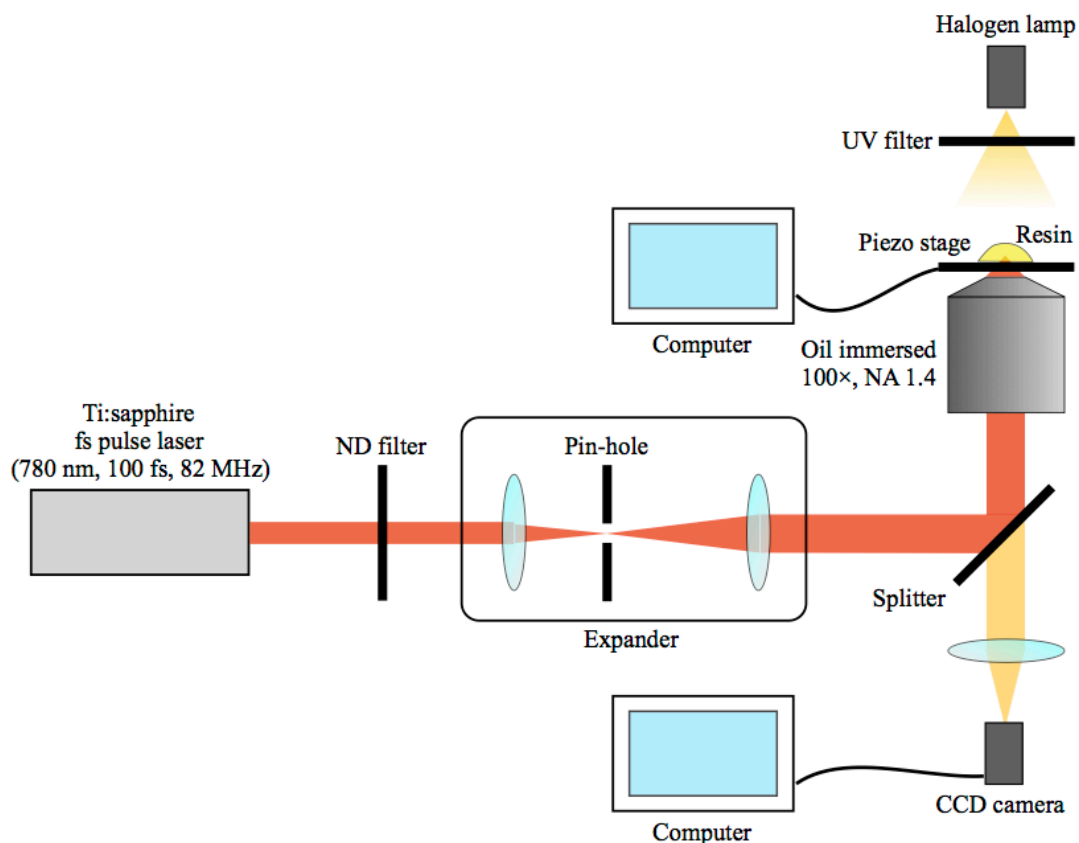 Halogen lamp
UV filter
Piezo stage
Resin
Computer
Oil immersed
100×, NA 1.4
Ti:sapphire
fs pulse laser
(780 nm, 100 fs, 82 MHz)
ND filter
Pin-hole
Expander
Splitter
Computer
CCD camera